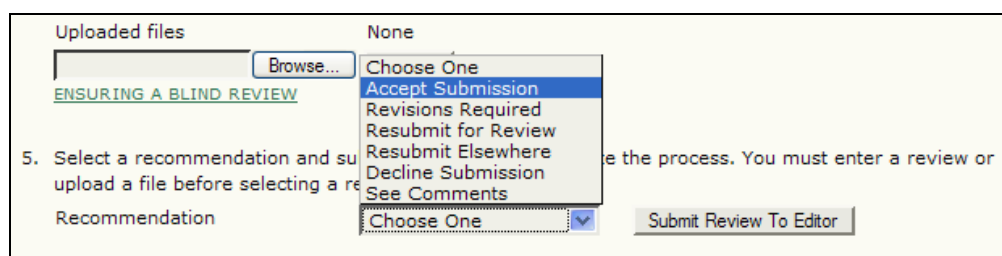 Uploaded files None
Browse...
ENSURING A BLIND REVIEW
Choose One
Accept Submission
Revisions Required
Resubmit for Review
Resubmit Elsewhere
Decline Submission
See Comments
5. Select a recommendation and su e the process. You must enter a review or
upload a file before selecting a re
Recommendation Choose One Submit Review To Editor